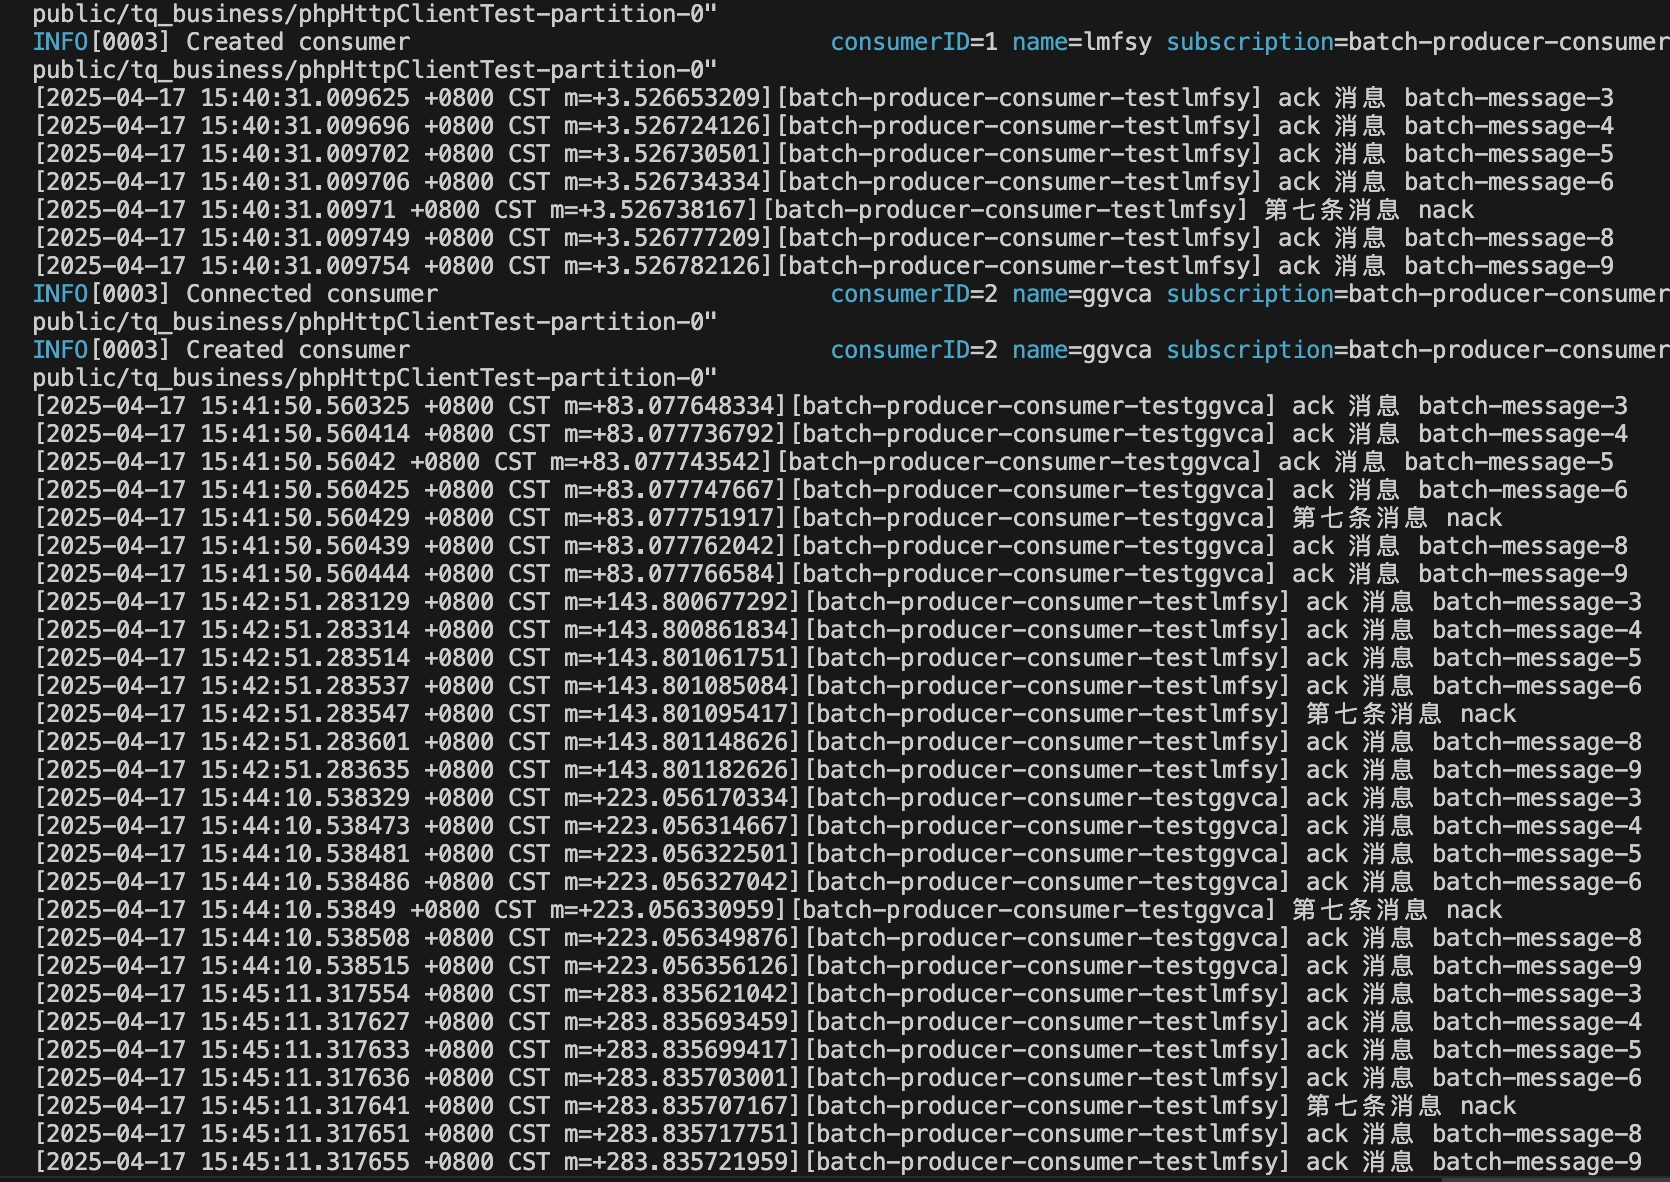 public/tq_business/phpHttpClientTest-partition-0"
INFO[0003] Created consumer consumerID=1 name=lmfsy subscription=batch-producer-consumer
public/tq_business/phpHttpClientTest-partition-0"
[2025-04-17 15:40:31.009625 +0800 CST m=+3.526653209][batch-producer-consumer-testlmfsy] ack 消息 batch-message-3
[2025-04-17 15:40:31.009696 +0800 CST m=+3.526724126][batch-producer-consumer-testlmfsy] ack 消息 batch-message-4
[2025-04-17 15:40:31.009702 +0800 CST m=+3.526730501][batch-producer-consumer-testlmfsy] ack 消息 batch-message-5
[2025-04-17 15:40:31.009706 +0800 CST m=+3.526734334][batch-producer-consumer-testlmfsy] ack 消息 batch-message-6
[2025-04-17 15:40:31.00971 +0800 CST m=+3.526738167][batch-producer-consumer-testlmfsy] 第七条消息 nack
[2025-04-17 15:40:31.009749 +0800 CST m=+3.526777209][batch-producer-consumer-testlmfsy] ack 消息 batch-message-8
[2025-04-17 15:40:31.009754 +0800 CST m=+3.526782126][batch-producer-consumer-testlmfsy] ack 消息 batch-message-9
INFO[0003] Connected consumer consumerID=2 name=ggvca subscription=batch-producer-consumer
public/tq_business/phpHttpClientTest-partition-0"
INFO[0003] Created consumer consumerID=2 name=ggvca subscription=batch-producer-consumer
public/tq_business/phpHttpClientTest-partition-0"
[2025-04-17 15:41:50.560325 +0800 CST m=+83.077648334][batch-producer-consumer-testggvca] ack 消息 batch-message-3
[2025-04-17 15:41:50.560414 +0800 CST m=+83.077736792][batch-producer-consumer-testggvca] ack 消息 batch-message-4
[2025-04-17 15:41:50.56042 +0800 CST m=+83.077743542][batch-producer-consumer-testggvca] ack 消息 batch-message-5
[2025-04-17 15:41:50.560425 +0800 CST m=+83.077747667][batch-producer-consumer-testggvca] ack 消息 batch-message-6
[2025-04-17 15:41:50.560429 +0800 CST m=+83.077751917][batch-producer-consumer-testggvca] 第七条消息 nack
[2025-04-17 15:41:50.560439 +0800 CST m=+83.077762042][batch-producer-consumer-testggvca] ack 消息 batch-message-8
[2025-04-17 15:41:50.560444 +0800 CST m=+83.077766584][batch-producer-consumer-testggvca] ack 消息 batch-message-9
[2025-04-17 15:42:51.283129 +0800 CST m=+143.800677292][batch-producer-consumer-testlmfsy] ack 消息 batch-message-3
[2025-04-17 15:42:51.283314 +0800 CST m=+143.800861834][batch-producer-consumer-testlmfsy] ack 消息 batch-message-4
[2025-04-17 15:42:51.283514 +0800 CST m=+143.801061751][batch-producer-consumer-testlmfsy] ack 消息 batch-message-5
[2025-04-17 15:42:51.283537 +0800 CST m=+143.801085084][batch-producer-consumer-testlmfsy] ack 消息 batch-message-6
[2025-04-17 15:42:51.283547 +0800 CST m=+143.801095417][batch-producer-consumer-testlmfsy] 第七条消息 nack
[2025-04-17 15:42:51.283601 +0800 CST m=+143.801148626][batch-producer-consumer-testlmfsy] ack 消息 batch-message-8
[2025-04-17 15:42:51.283635 +0800 CST m=+143.801182626][batch-producer-consumer-testlmfsy] ack 消息 batch-message-9
[2025-04-17 15:44:10.538329 +0800 CST m=+223.056170334][batch-producer-consumer-testggvca] ack 消息 batch-message-3
[2025-04-17 15:44:10.538473 +0800 CST m=+223.056314667][batch-producer-consumer-testggvca] ack 消息 batch-message-4
[2025-04-17 15:44:10.538481 +0800 CST m=+223.056322501][batch-producer-consumer-testggvca] ack 消息 batch-message-5
[2025-04-17 15:44:10.538486 +0800 CST m=+223.056327042][batch-producer-consumer-testggvca] ack 消息 batch-message-6
[2025-04-17 15:44:10.53849 +0800 CST m=+223.056330959][batch-producer-consumer-testggvca] 第七条消息 nack
[2025-04-17 15:44:10.538508 +0800 CST m=+223.056349876][batch-producer-consumer-testggvca] ack 消息 batch-message-8
[2025-04-17 15:44:10.538515 +0800 CST m=+223.056356126][batch-producer-consumer-testggvca] ack 消息 batch-message-9
[2025-04-17 15:45:11.317554 +0800 CST m=+283.835621042][batch-producer-consumer-testlmfsy] ack 消息 batch-message-3
[2025-04-17 15:45:11.317627 +0800 CST m=+283.835693459][batch-producer-consumer-testlmfsy] ack 消息 batch-message-4
[2025-04-17 15:45:11.317633 +0800 CST m=+283.835699417][batch-producer-consumer-testlmfsy] ack 消息 batch-message-5
[2025-04-17 15:45:11.317636 +0800 CST m=+283.835703001][batch-producer-consumer-testlmfsy] ack 消息 batch-message-6
[2025-04-17 15:45:11.317641 +0800 CST m=+283.835707167][batch-producer-consumer-testlmfsy] 第七条消息 nack
[2025-04-17 15:45:11.317651 +0800 CST m=+283.835717751][batch-producer-consumer-testlmfsy] ack 消息 batch-message-8
[2025-04-17 15:45:11.317655 +0800 CST m=+283.835721959][batch-producer-consumer-testlmfsy] ack 消息 batch-message-9